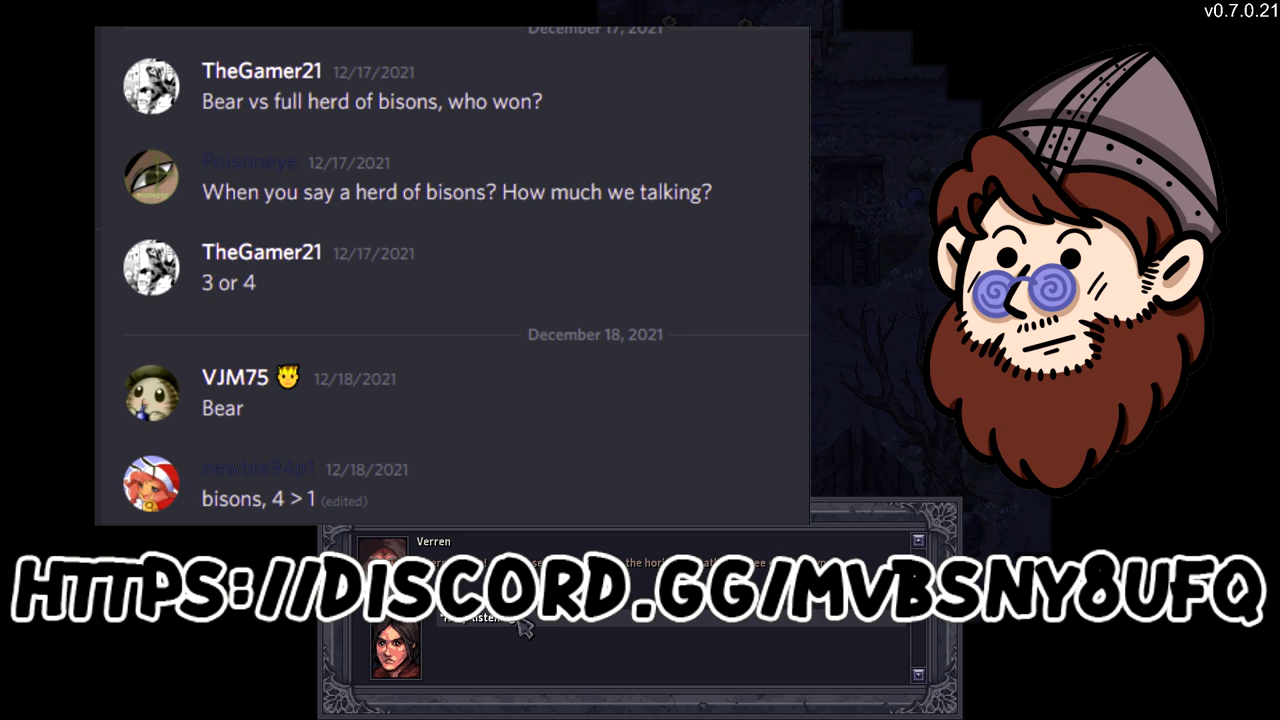 v0.7.0.21
December 17, 2021
TheGamer21 12/17/2021
Bear vs full herd of bisons, who won?
Poisoneye 12/17/2021
When you say a herd of bisons? How much we talking?
TheGamer21 12/17/2021
3 or 4
December 18, 2021
VJM75 12/18/2021
Bear
newbie94p1 12/18/2021
bisons, 4 > 1 (edited)
Verren
the
HTTPS://DISCORD.GG/MVBSNY8UFQ